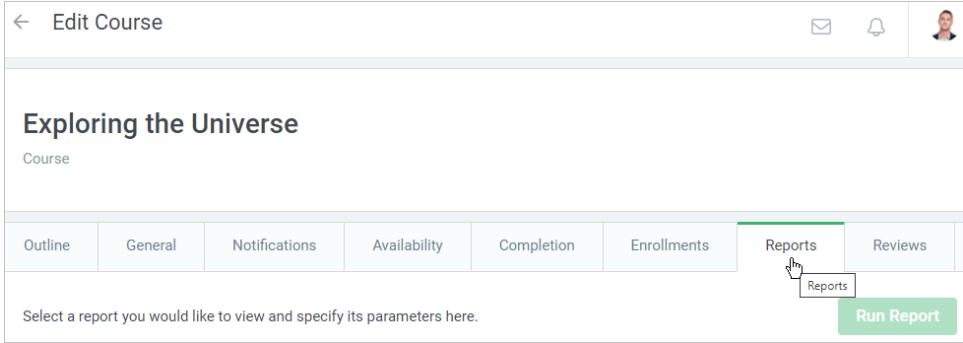 Edit Course
Exploring the Universe
Course
Outline General Notifications Availability Completion Enrollments Reports Reviews
Reports
Select a report you would like to view and specify its parameters here. Run Report